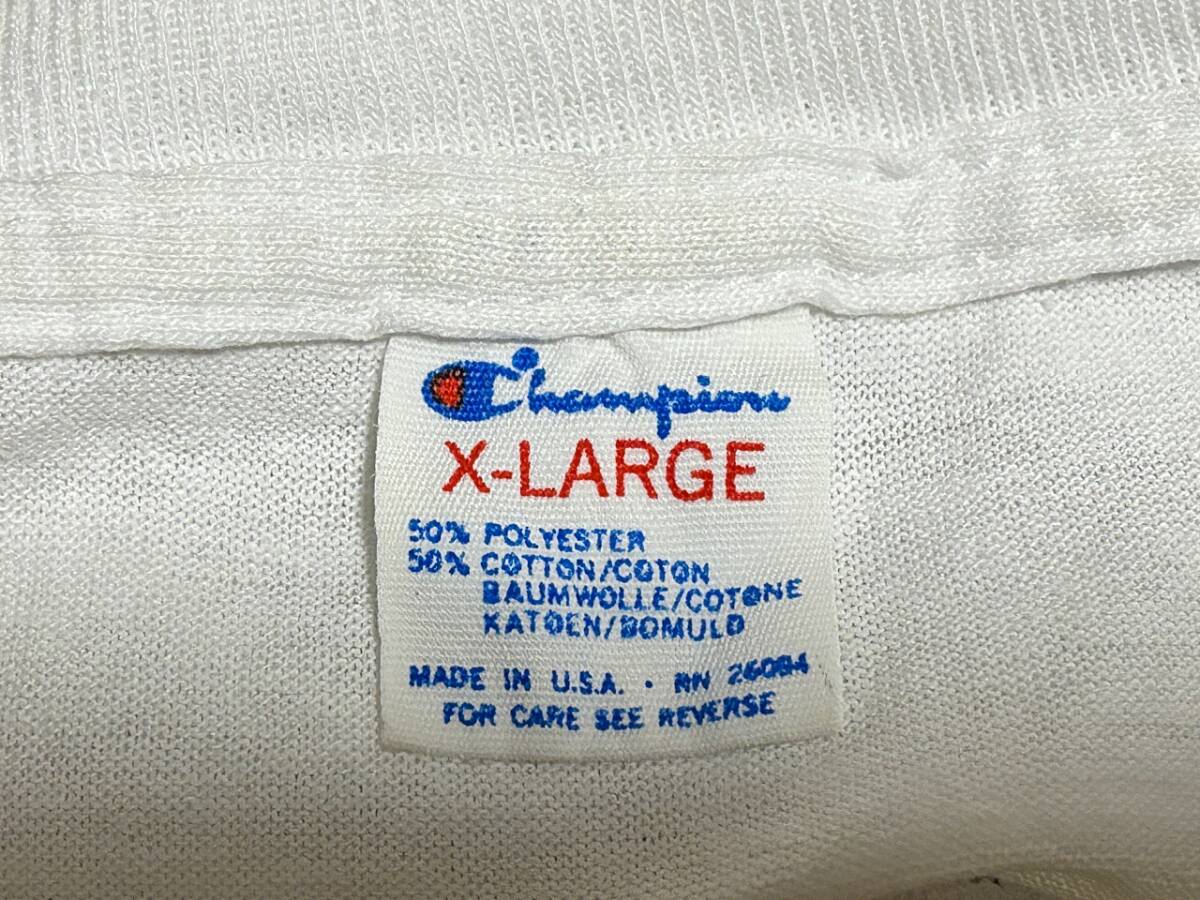 Champion
X-LARGE
50% POLYESTER
50% COTTON/COTON
BAUMWOLLE/COTONE
KATOEN/BOMULD
MADE IN U.S.A. · RN 26094
FOR CARE SEE REVERSE